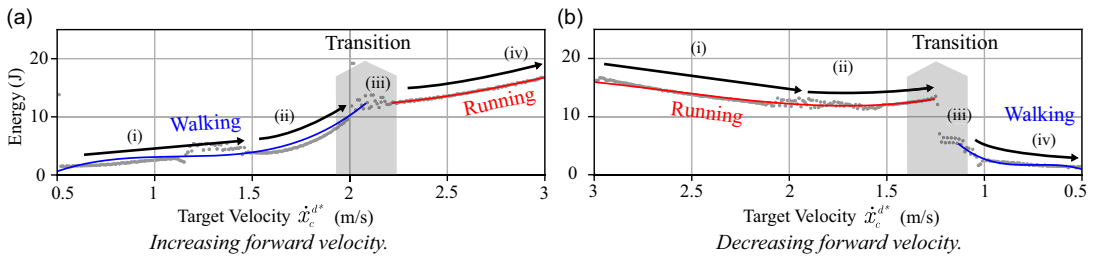 (a)
Transition
20
10
0
Energy (J)
(i)
Walking
(ii)
(iii)
(iv)
Running
0.5
1
1.5
2
2.5
3
Target Velocity ẋ_c^{d*} (m/s)
Increasing forward velocity.
(b)
Transition
20
10
0
(i)
(ii)
Running
(iii)
Walking
(iv)
3
2.5
2
1.5
1
0.5
Target Velocity ẋ_c^{d*} (m/s)
Decreasing forward velocity.